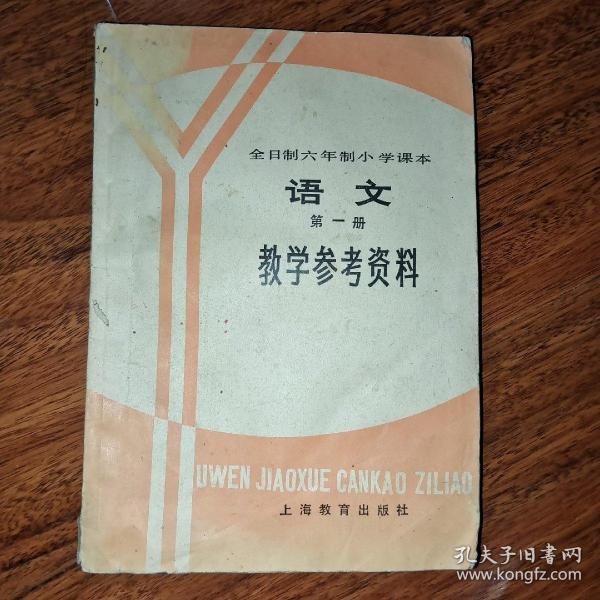 全日制六年制小学课本
语文
第一册
教学参考资料
UWEN JIAOXUE CANKAO ZILIAO
上海教育出版社
孔夫子旧书网
www.kongfz.com